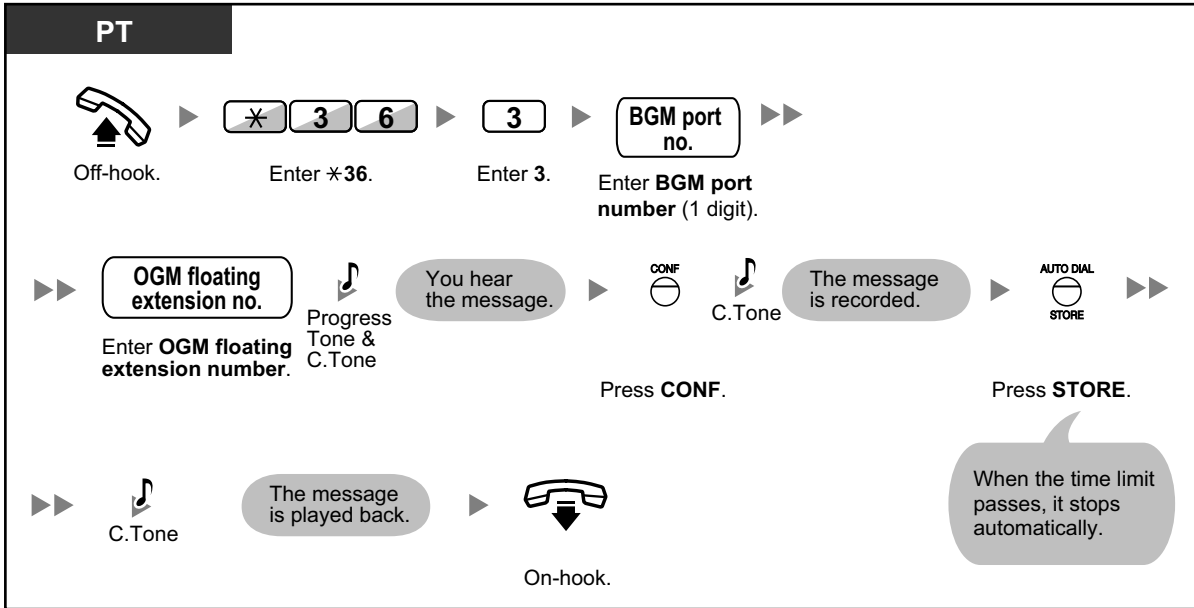 PT
✳ 3 6
3
BGM port
no.
Off-hook.
Enter ✳36.
Enter 3.
Enter BGM port
number (1 digit).
OGM floating
extension no.
Enter OGM floating
extension number.
Progress
Tone &
C.Tone
You hear
the message.
CONF
Press CONF.
C.Tone
The message
is recorded.
AUTO DIAL
STORE
Press STORE.
When the time limit
passes, it stops
automatically.
C.Tone
The message
is played back.
On-hook.